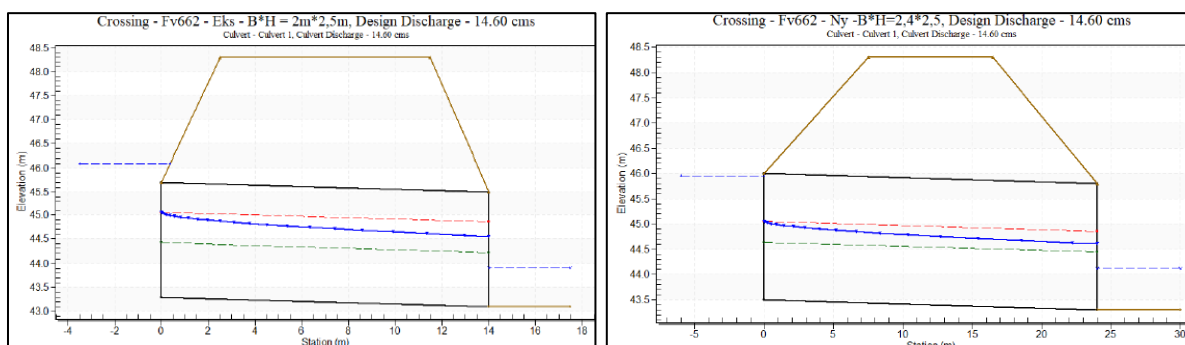 Crossing - Fv662 - Eks - B*H = 2m*2,5m, Design Discharge - 14.60 cms
Culvert - Culvert 1, Culvert Discharge - 14.60 cms
48.5
48.0
47.5
47.0
46.5
46.0
45.5
45.0
44.5
44.0
43.5
43.0
Elevation (m)
-4 -2 0 2 4 6 8 10 12 14 16 18
Station (m)
Crossing - Fv662 - Ny -B*H=2,4*2,5, Design Discharge - 14.60 cms
Culvert - Culvert 1, Culvert Discharge - 14.60 cms
48.5
48.0
47.5
47.0
46.5
46.0
45.5
45.0
44.5
44.0
43.5
Elevation (m)
-5 0 5 10 15 20 25 30
Station (m)